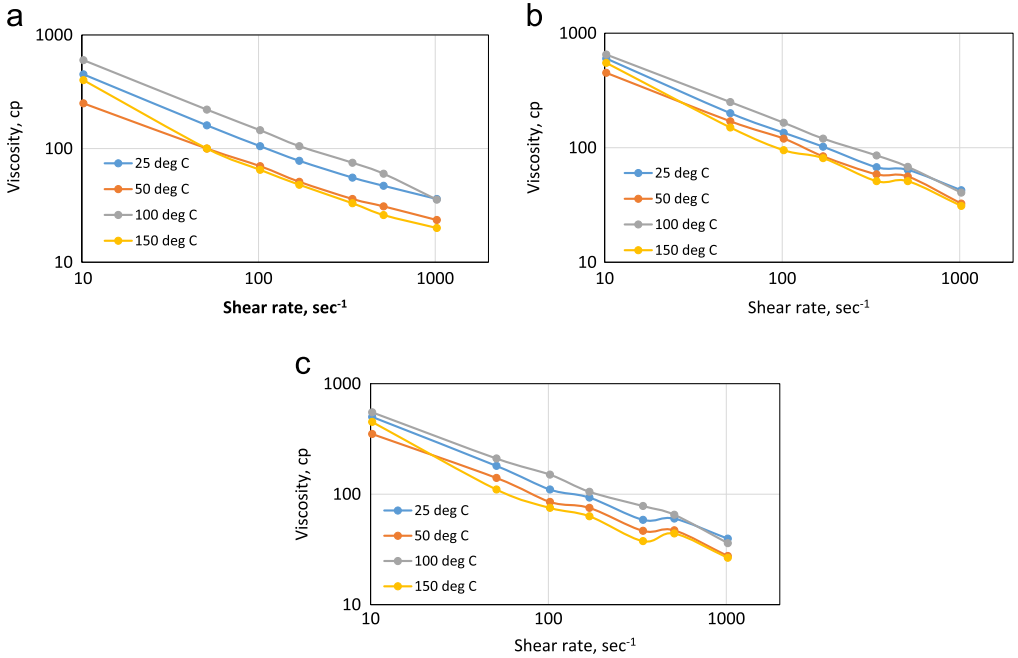 a
1000
100
10
Viscosity, cp
25 deg C
50 deg C
100 deg C
150 deg C
10 100 1000
Shear rate, sec⁻¹
b
1000
100
10
Viscosity, cp
25 deg C
50 deg C
100 deg C
150 deg C
10 100 1000
Shear rate, sec⁻¹
c
1000
100
10
Viscosity, cp
25 deg C
50 deg C
100 deg C
150 deg C
10 100 1000
Shear rate, sec⁻¹